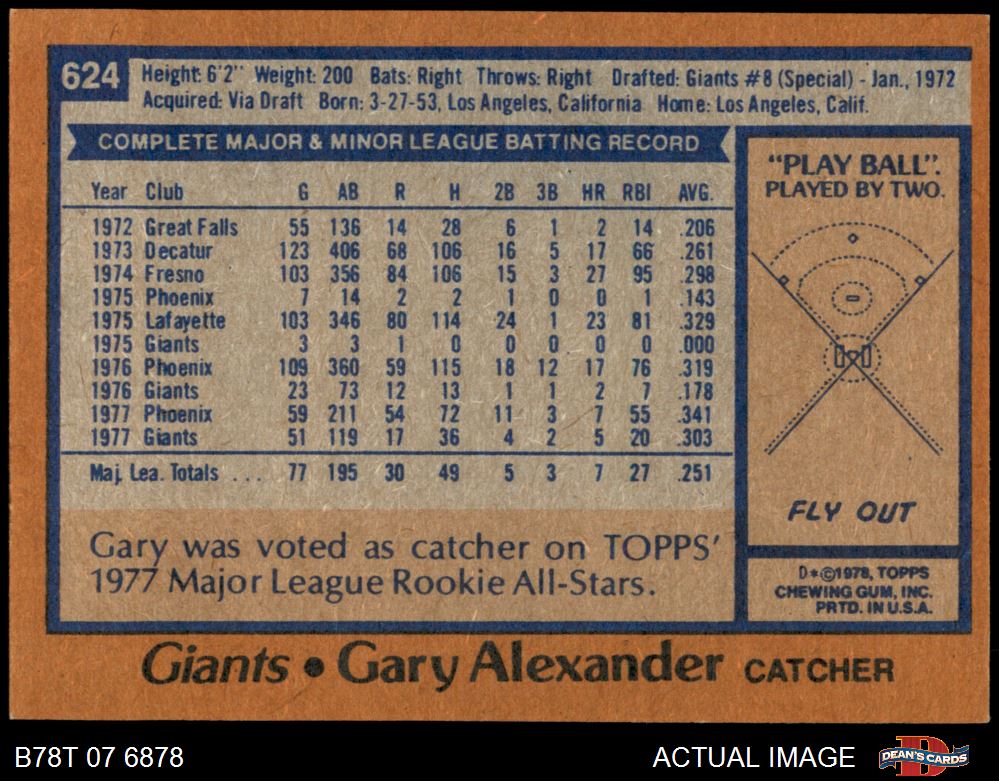 624
Height: 6'2" Weight: 200 Bats: Right Throws: Right Drafted: Giants #8 (Special) - Jan., 1972
Acquired: Via Draft Born: 3-27-53, Los Angeles, California Home: Los Angeles, Calif.
COMPLETE MAJOR & MINOR LEAGUE BATTING RECORD
Year Club G AB R H 2B 3B HR RBI AVG.
1972 Great Falls 55 136 14 28 6 1 2 14 .206
1973 Decatur 123 406 68 106 16 5 17 66 .261
1974 Fresno 103 356 84 106 15 3 27 95 .298
1975 Phoenix 7 14 2 2 1 0 0 1 .143
1975 Lafayette 103 346 80 114 24 1 23 81 .329
1975 Giants 3 3 1 0 0 0 0 0 .000
1976 Phoenix 109 360 59 115 18 12 17 76 .319
1976 Giants 23 73 12 13 1 1 2 7 .178
1977 Phoenix 59 211 54 72 11 3 7 55 .341
1977 Giants 51 119 17 36 4 2 5 20 .303
Maj. Lea. Totals ... 77 195 30 49 5 3 7 27 .251
Gary was voted as catcher on TOPPS'
1977 Major League Rookie All-Stars.
"PLAY BALL".
PLAYED BY TWO.
FLY OUT
D*©1978, TOPPS
CHEWING GUM, INC.
PRTD. IN U.S.A.
Giants • Gary Alexander CATCHER
B78T 07 6878
ACTUAL IMAGE
DEAN'S CARDS